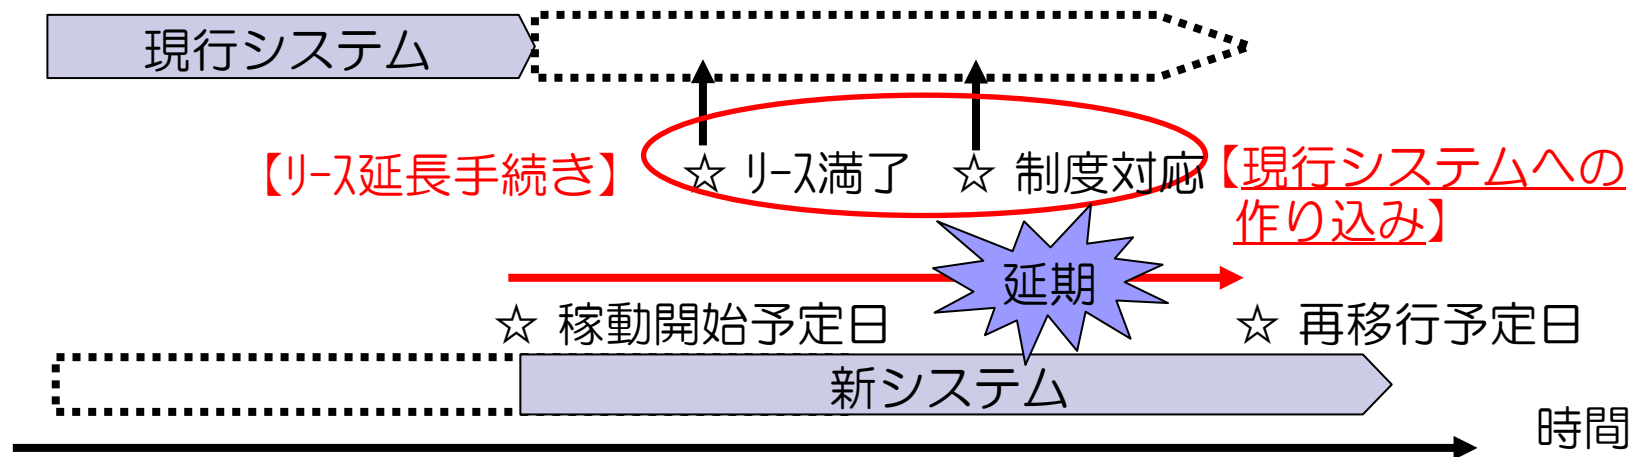 現行システム
【リース延長手続き】
☆ リース満了
☆ 制度対応
【現行システムへの
作り込み】
延期
☆ 稼動開始予定日
☆ 再移行予定日
新システム
時間